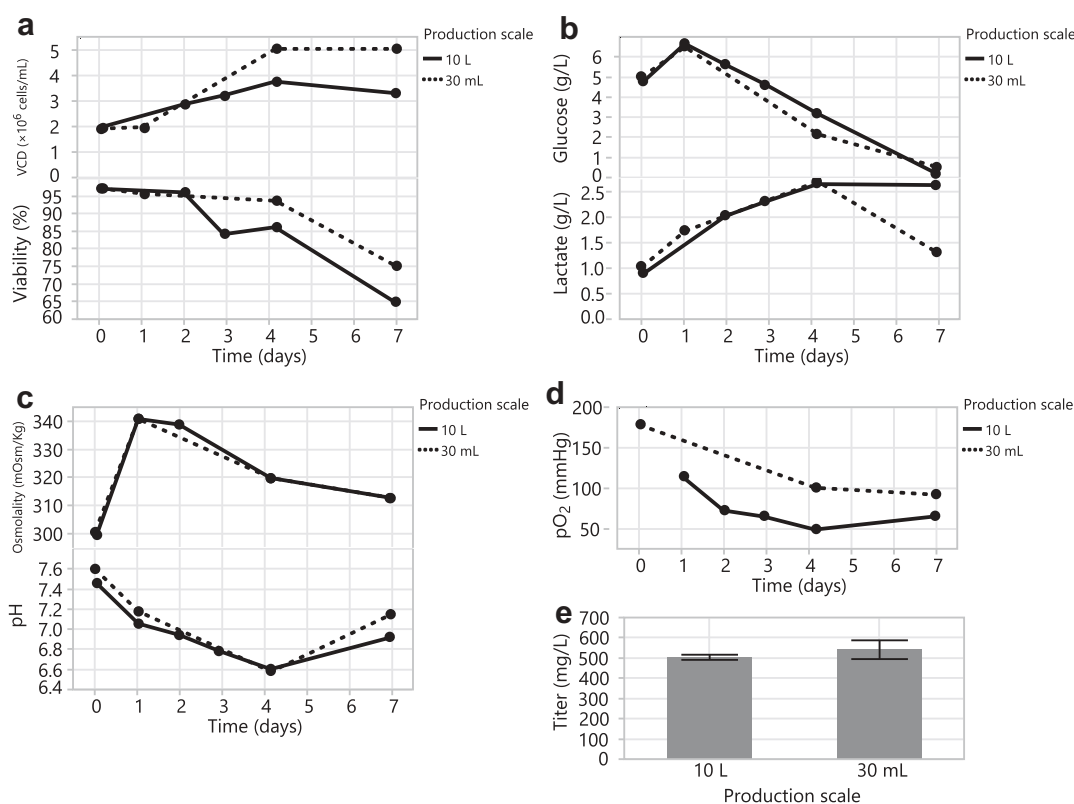 a
Production scale
10 L
30 mL
VCD (×10⁶ cells/mL)
5
4
3
2
1
0
Viability (%)
95
90
85
80
75
70
65
60
0 1 2 3 4 5 6 7
Time (days)
b
Production scale
10 L
30 mL
Glucose (g/L)
6
5
4
3
2
1
0
Lactate (g/L)
2.5
2.0
1.5
1.0
0.5
0.0
0 1 2 3 4 5 6 7
Time (days)
c
Production scale
10 L
30 mL
Osmolality (mOsm/Kg)
340
330
320
310
300
pH
7.6
7.4
7.2
7.0
6.8
6.6
6.4
0 1 2 3 4 5 6 7
Time (days)
d
Production scale
10 L
30 mL
pO₂ (mmHg)
200
150
100
50
0 1 2 3 4 5 6 7
Time (days)
e
Titer (mg/L)
700
600
500
400
300
200
100
0
10 L 30 mL
Production scale